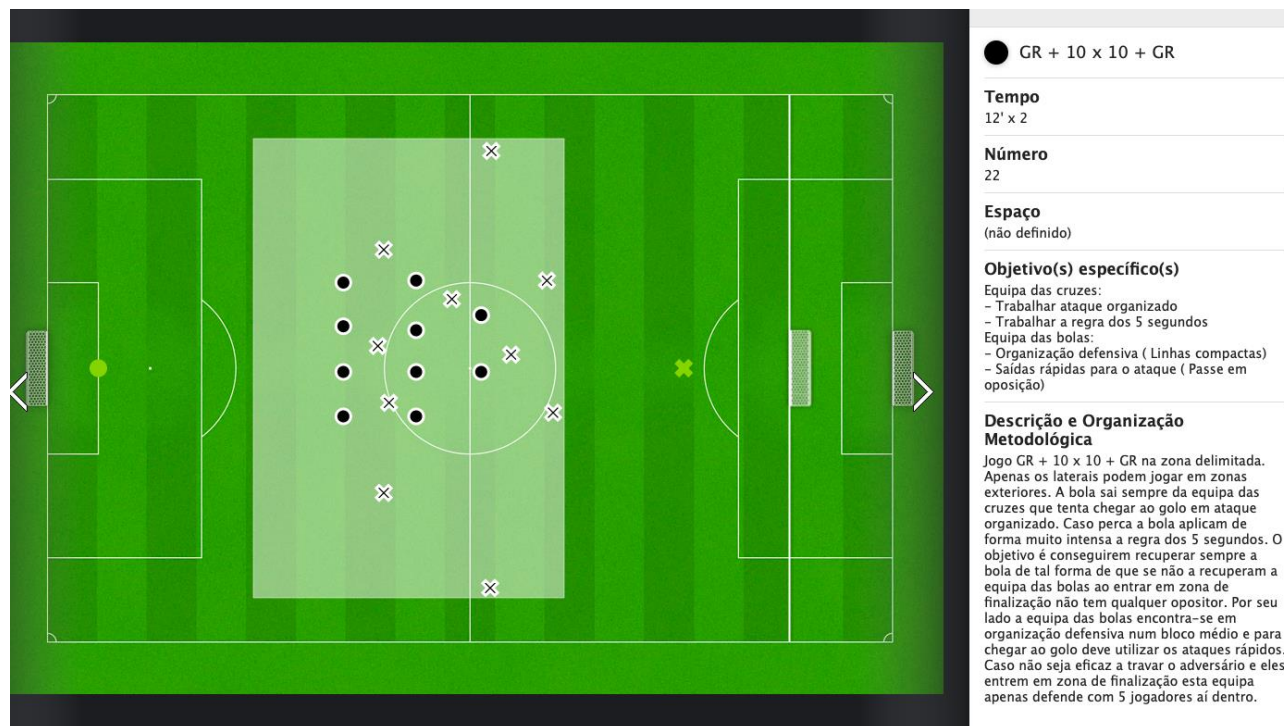 GR + 10 x 10 + GR
Tempo
12' x 2
Número
22
Espaço
(não definido)
Objetivo(s) específico(s)
Equipa das cruzes:
– Trabalhar ataque organizado
– Trabalhar a regra dos 5 segundos
Equipa das bolas:
– Organização defensiva ( Linhas compactas)
– Saídas rápidas para o ataque ( Passe em
oposição)
Descrição e Organização
Metodológica
Jogo GR + 10 x 10 + GR na zona delimitada.
Apenas os laterais podem jogar em zonas
exteriores. A bola sai sempre da equipa das
cruzes que tenta chegar ao golo em ataque
organizado. Caso perca a bola aplicam de
forma muito intensa a regra dos 5 segundos. O
objetivo é conseguirem recuperar sempre a
bola de tal forma de que se não a recuperam a
equipa das bolas ao entrar em zona de
finalização não tem qualquer opositor. Por seu
lado a equipa das bolas encontra-se em
organização defensiva num bloco médio e para
chegar ao golo deve utilizar os ataques rápidos.
Caso não seja eficaz a travar o adversário e eles
entrem em zona de finalização esta equipa
apenas defende com 5 jogadores aí dentro.